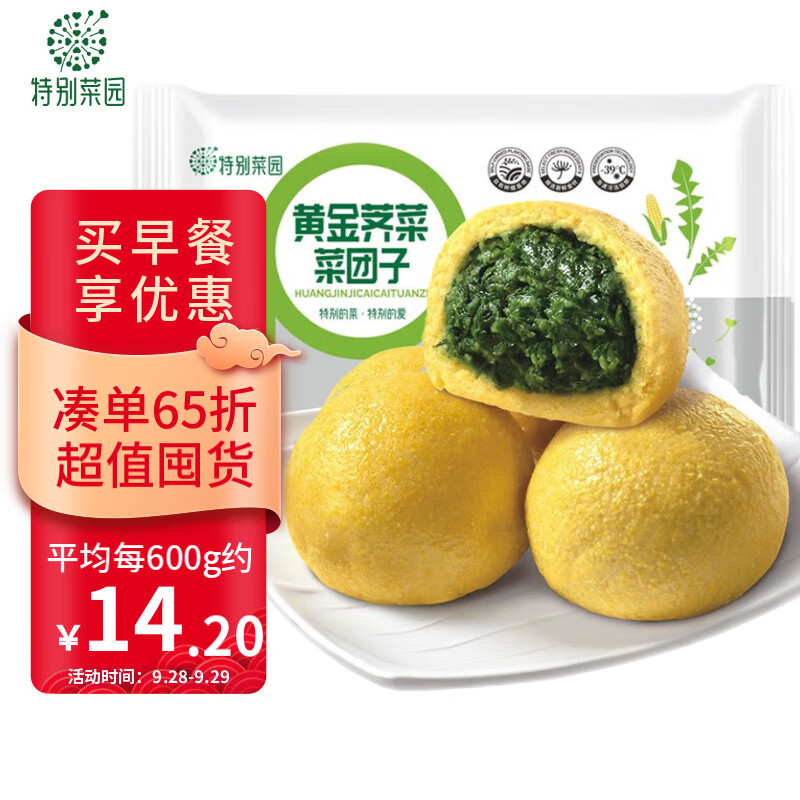 特别菜园
买早餐
享优惠
凑单65折
超值囤货
平均每600g约
¥14.20
活动时间：9.28-9.29
特别菜园
黄金荠菜
菜团子
HUANGJINJICAICAITUANZI
特别的菜·特别的爱
-39°C